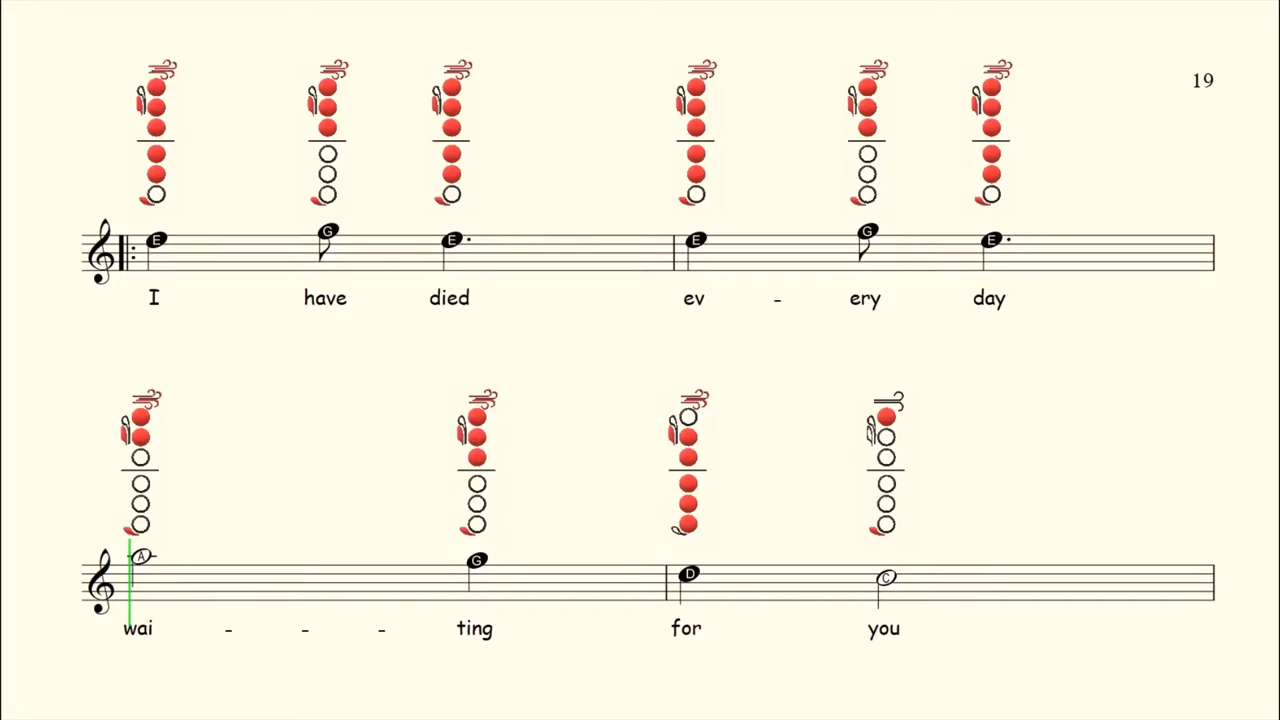 19
E G E E G E
I have died ev - ery day
A G D C
wai - - - ting for you